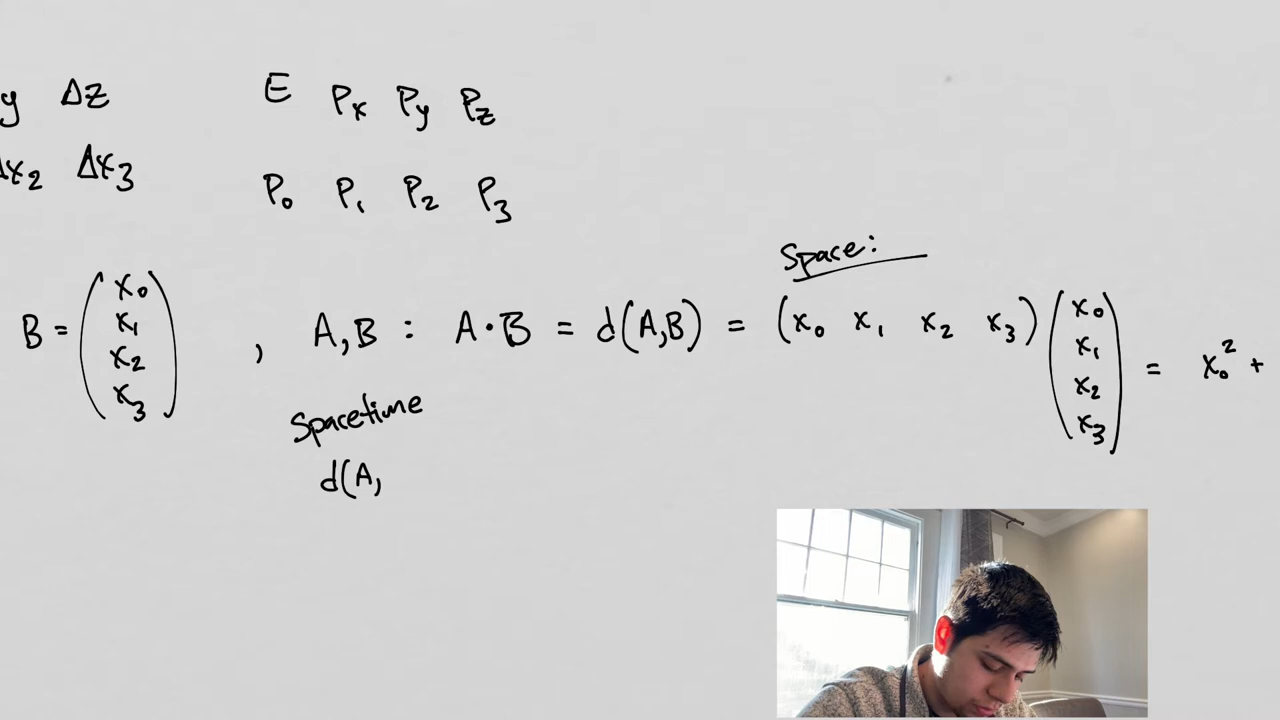 y Δz E Px Py Pz
Δx2 Δx3 P0 P1 P2 P3
Space:
B = (x0 x1 x2 x3) , A,B : A·B = d(A,B) = (x0 x1 x2 x3) (x0 x1 x2 x3) = x0² +
Spacetime
d(A,